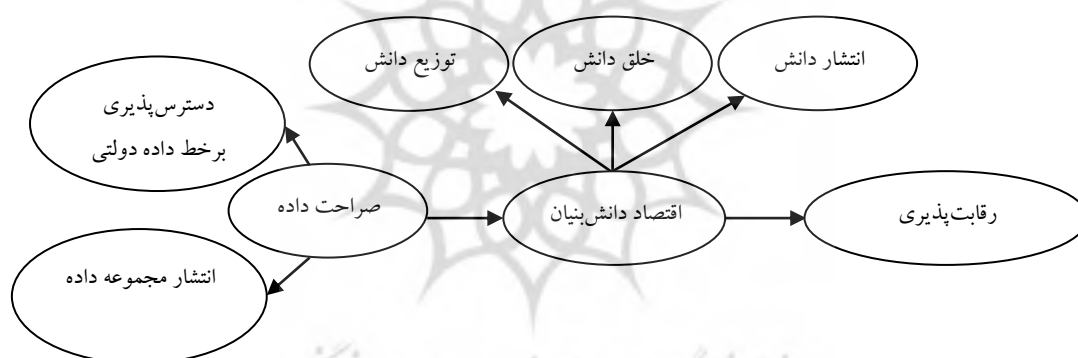 انتشار دانش
خلق دانش
توزیع دانش
دسترس‌پذیری
برخط داده دولتی
رقابت‌پذیری
اقتصاد دانش‌بنیان
صراحت داده
انتشار مجموعه داده